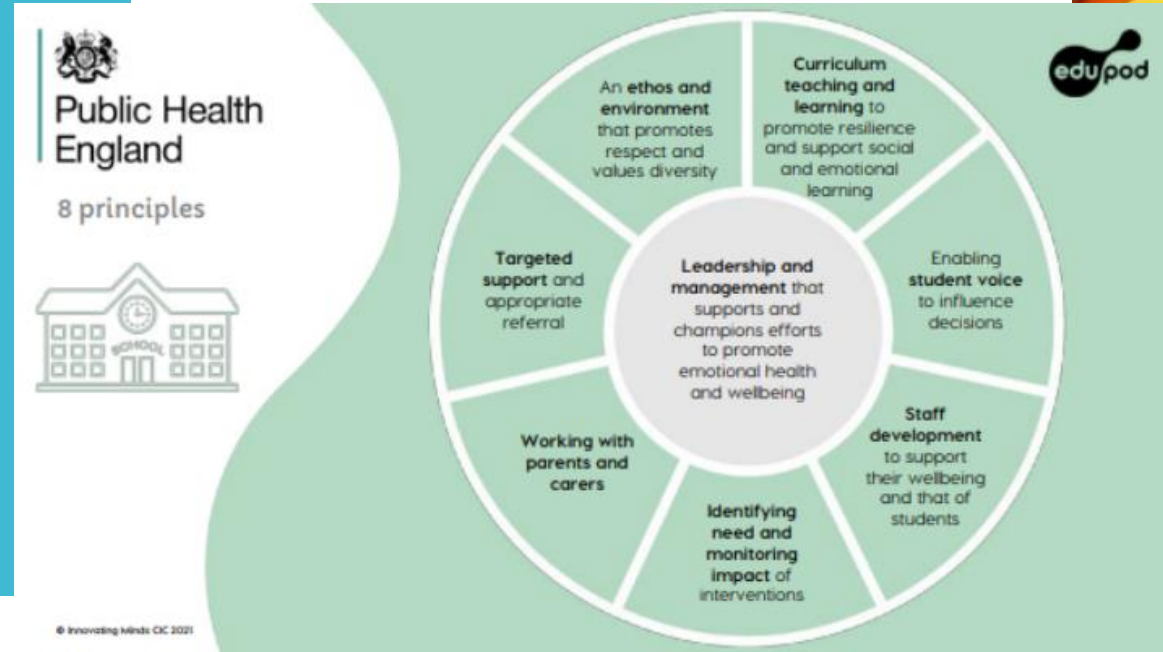 Public Health
England
8 principles
SCHOOL
© Innovating Minds CIC 2021
edupod
An ethos and
environment
that promotes
respect and
values diversity
Curriculum
teaching and
learning to
promote resilience
and support social
and emotional
learning
Enabling
student voice
to influence
decisions
Staff
development
to support
their wellbeing
and that of
students
Identifying
need and
monitoring
impact of
interventions
Working with
parents and
carers
Targeted
support and
appropriate
referral
Leadership and
management that
supports and
champions efforts
to promote
emotional health
and wellbeing